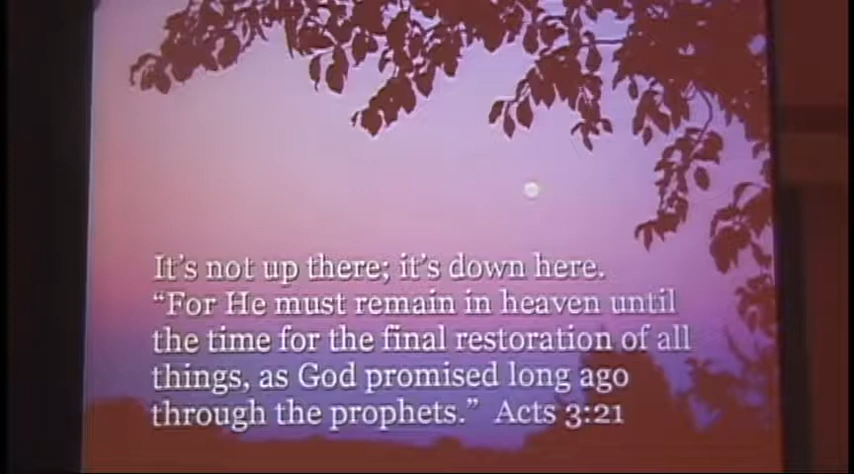 It's not up there; it's down here.
“For He must remain in heaven until
the time for the final restoration of all
things, as God promised long ago
through the prophets.” Acts 3:21